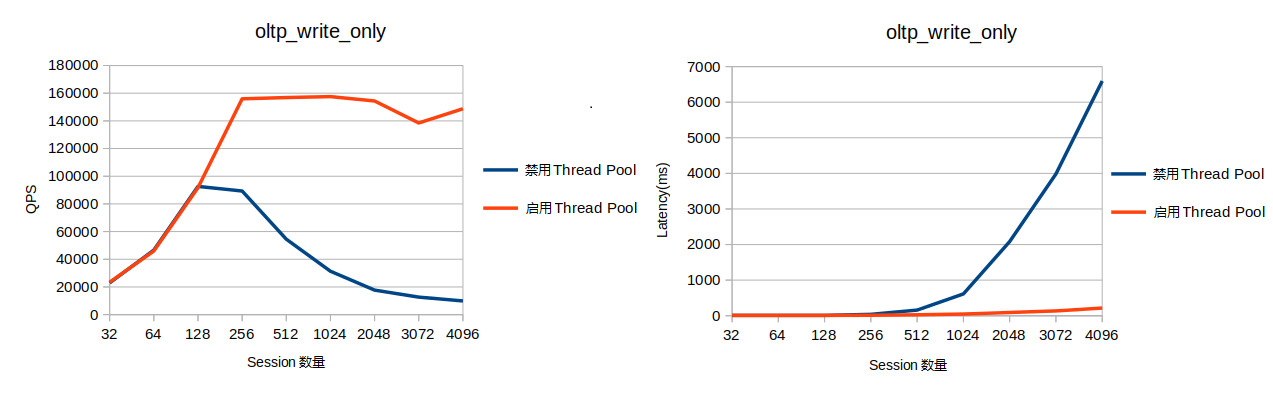 oltp_write_only
180000
160000
140000
120000
100000
80000
60000
40000
20000
0
QPS
32 64 128 256 512 1024 2048 3072 4096
Session 数量
禁用Thread Pool
启用Thread Pool
oltp_write_only
7000
6000
5000
4000
3000
2000
1000
0
Latency(ms)
32 64 128 256 512 1024 2048 3072 4096
Session 数量
禁用Thread Pool
启用Thread Pool